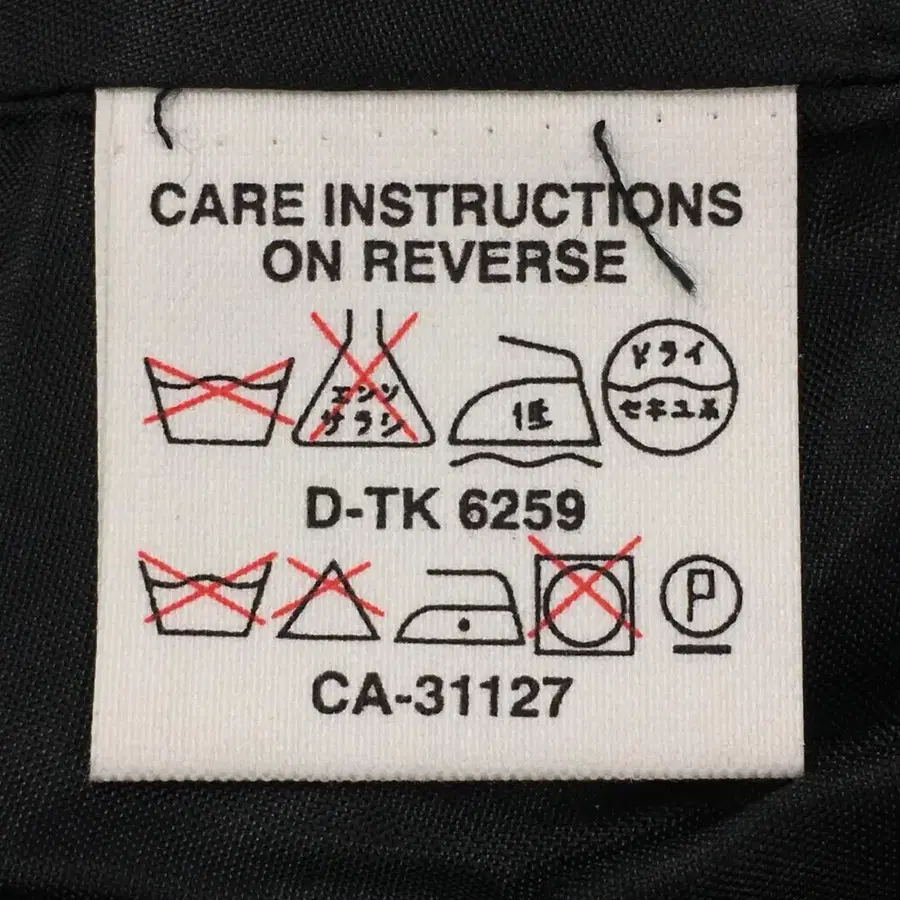 CARE INSTRUCTIONS
ON REVERSE
エンソ
サラシ
低
ドライ
セキユ系
D-TK 6259
P
CA-31127